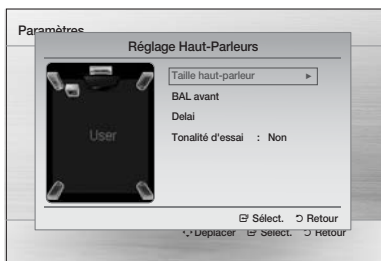 Paramètres
Réglage Haut-Parleurs
Taille haut-parleur ►
BAL avant
Delai
Tonalité d'essai : Non
User
Sélect. Retour
Déplacer Sélect. Retour